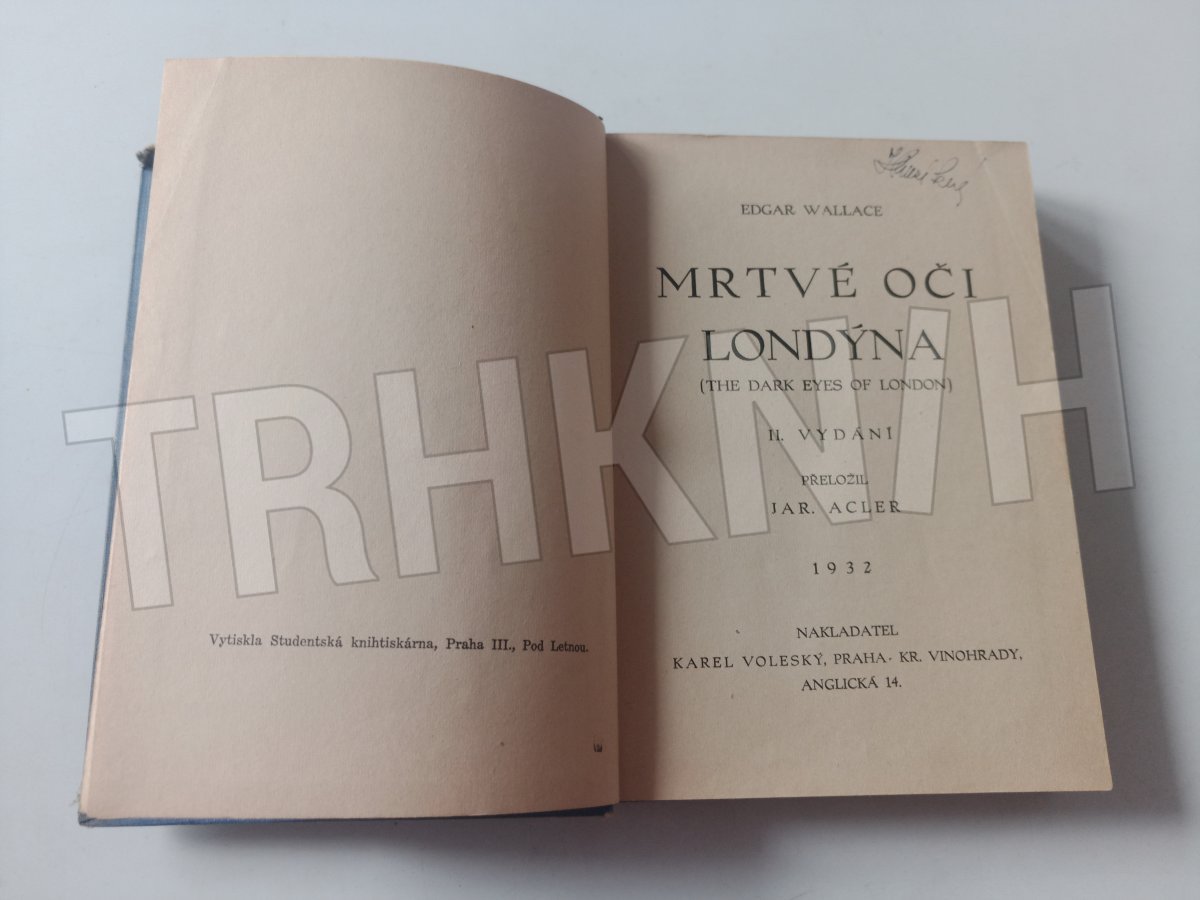 Vytiskla Studentská knihtiskárna, Praha III., Pod Letnou.
EDGAR WALLACE
MRTVÉ OČI
LONDÝNA
(THE DARK EYES OF LONDON)
II. VYDÁNÍ
PŘELOŽIL
JAR. ACLER
1932
NAKLADATEL
KAREL VOLESKÝ, PRAHA - KR. VINOHRADY,
ANGLICKÁ 14.
TRHKNIH